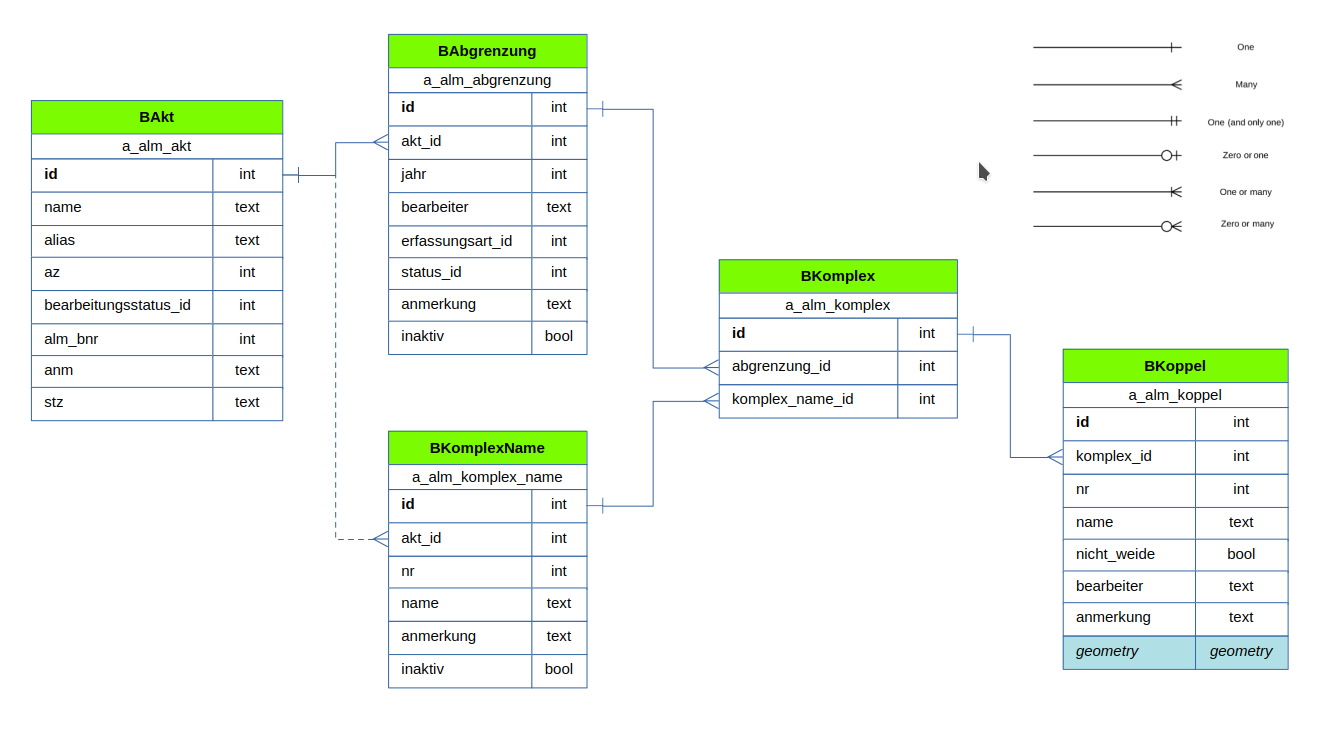 BAkt
a_alm_akt
id int
name text
alias text
az int
bearbeitungsstatus_id int
alm_bnr int
anm text
stz text
BAbgrenzung
a_alm_abgrenzung
id int
akt_id int
jahr int
bearbeiter text
erfassungsart_id int
status_id int
anmerkung text
inaktiv bool
BKomplexName
a_alm_komplex_name
id int
akt_id int
nr int
name text
anmerkung text
inaktiv bool
BKomplex
a_alm_komplex
id int
abgrenzung_id int
komplex_name_id int
BKoppel
a_alm_koppel
id int
komplex_id int
nr int
name text
nicht_weide bool
bearbeiter text
anmerkung text
geometry geometry
One
Many
One (and only one)
Zero or one
One or many
Zero or many